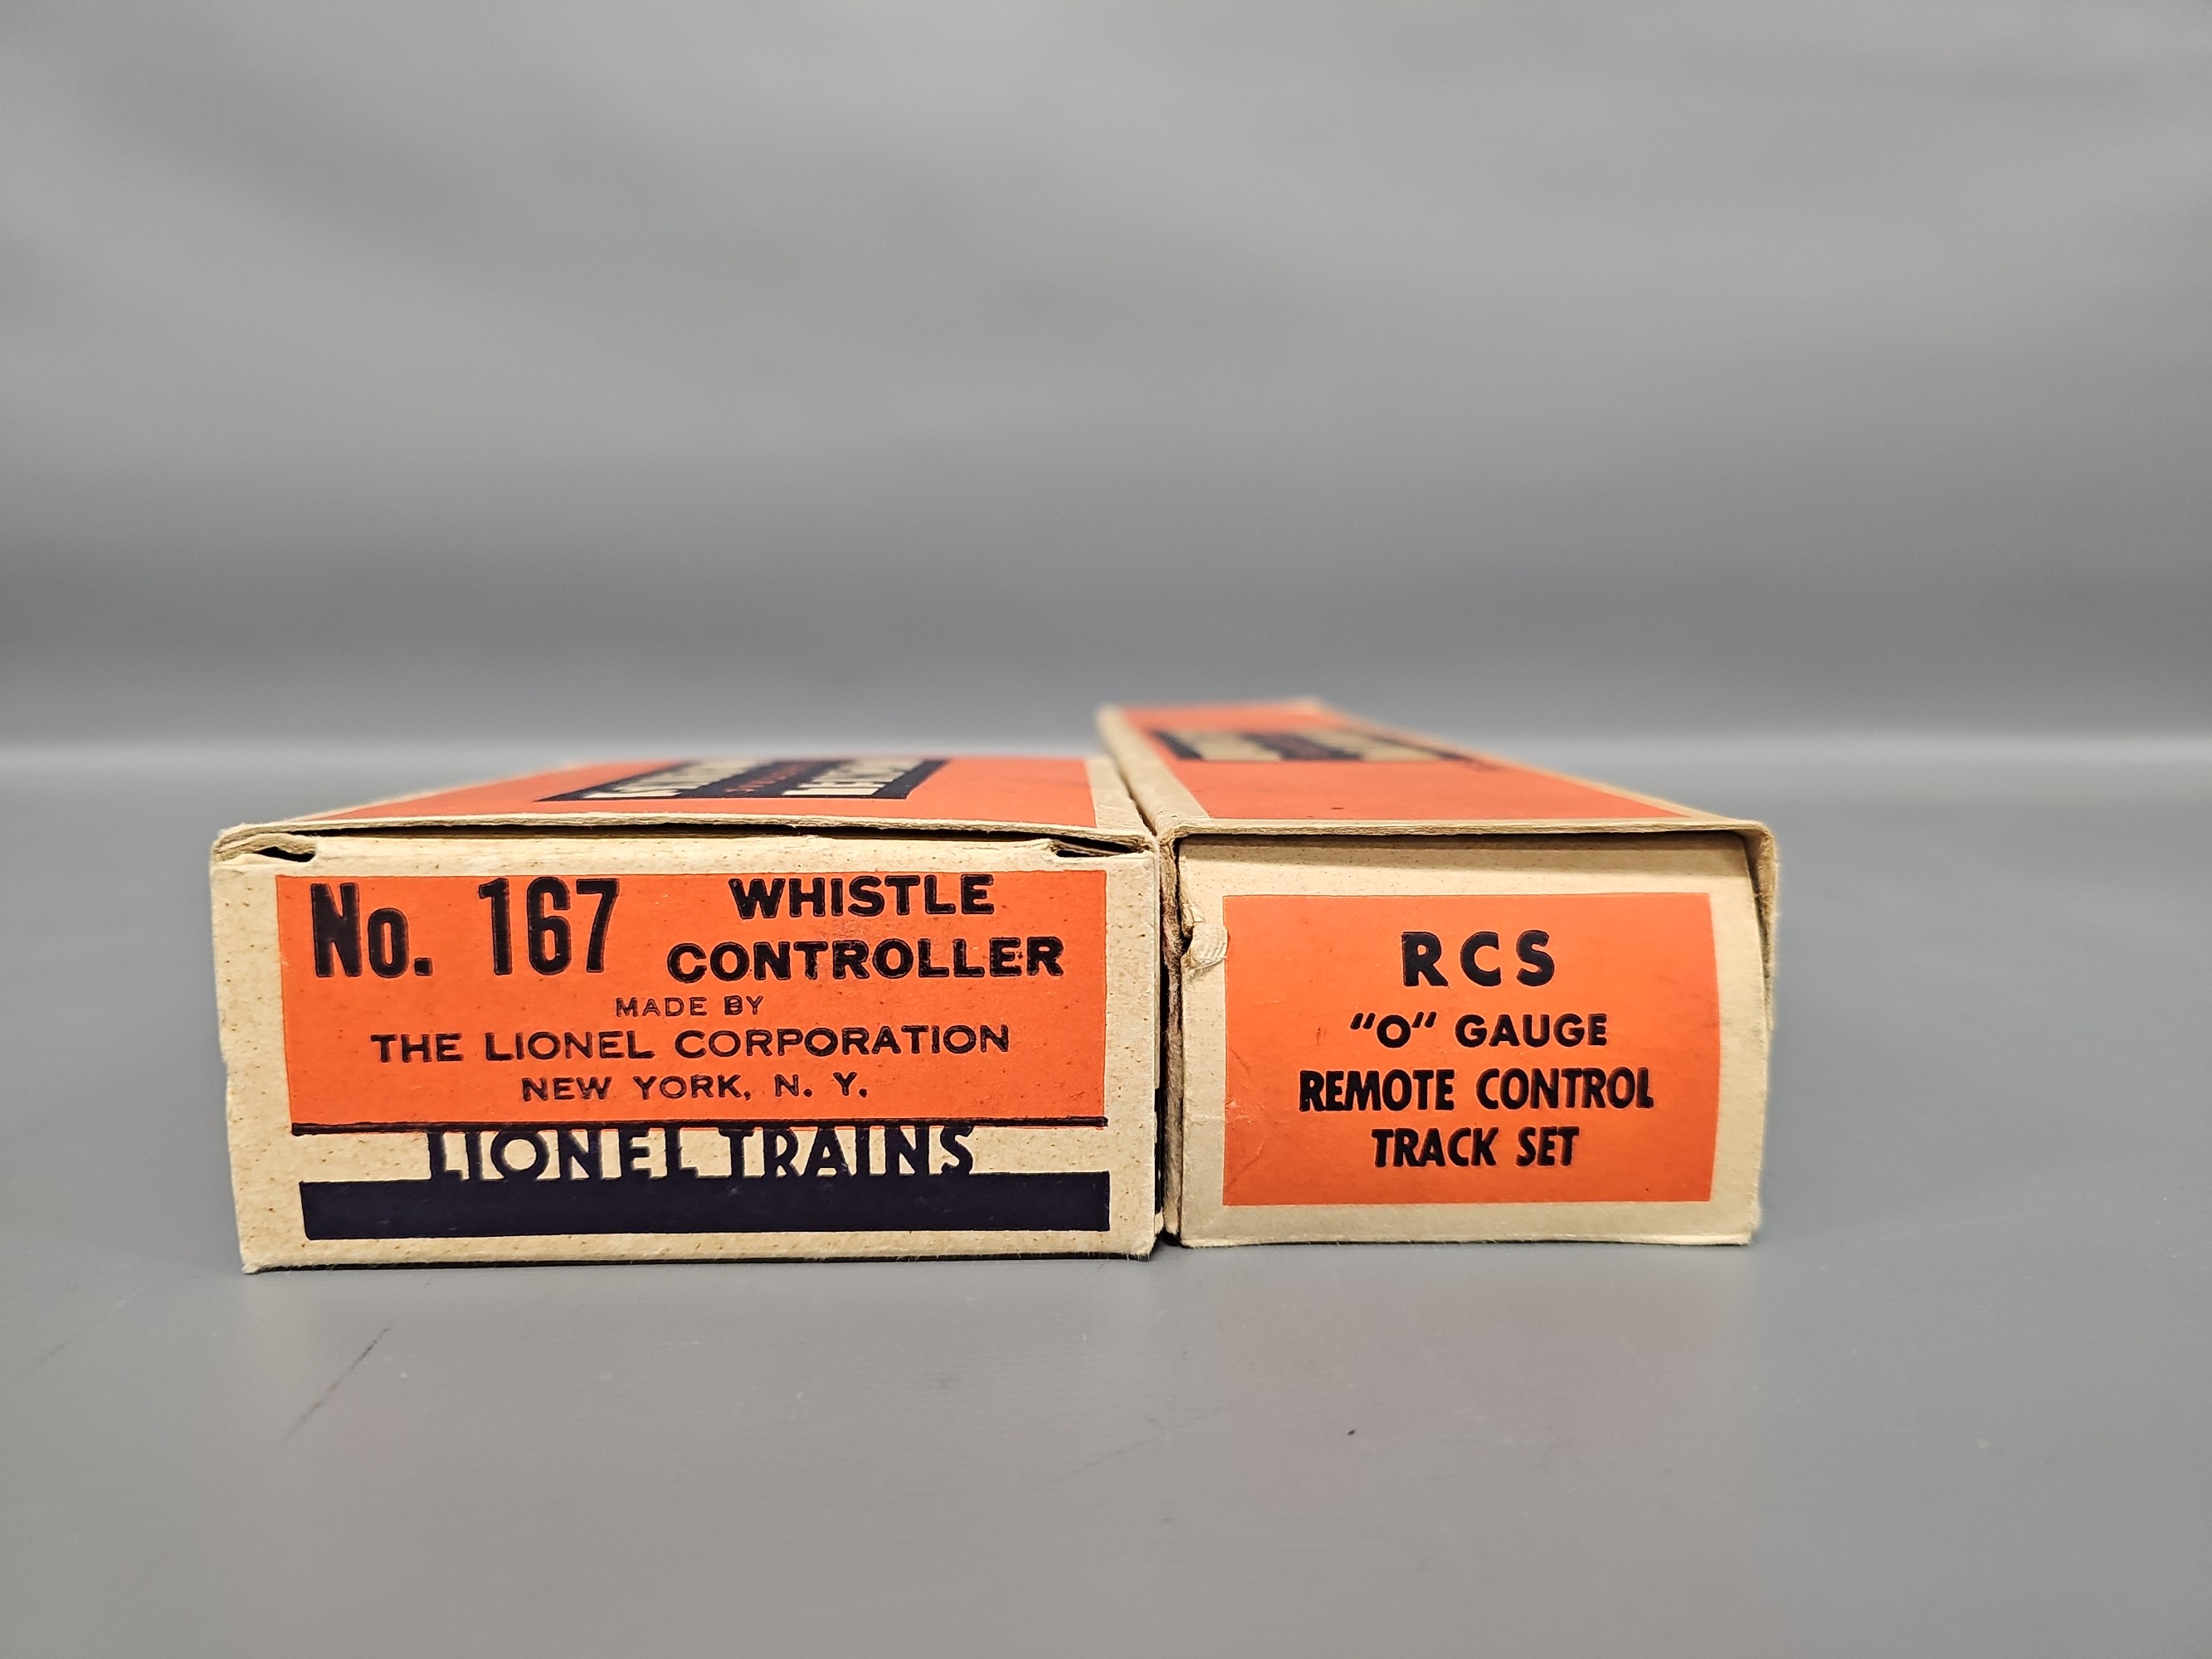 No. 167 WHISTLE
CONTROLLER
MADE BY
THE LIONEL CORPORATION
NEW YORK, N. Y.
LIONEL TRAINS
RCS
"O" GAUGE
REMOTE CONTROL
TRACK SET